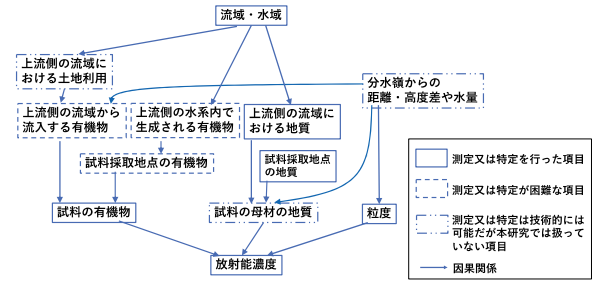 流域・水域
上流側の流域に
おける土地利用
分水嶺からの
距離・高度差や水量
上流側の流域から
流入する有機物
上流側の水系内で
生成される有機物
上流側の流域に
おける地質
試料採取地点の有機物
試料採取地点
の地質
試料の有機物
試料の母材の地質
粒度
放射能濃度
測定又は特定を行った項目
測定又は特定が困難な項目
測定又は特定は技術的には
可能だが本研究では扱って
いない項目
因果関係